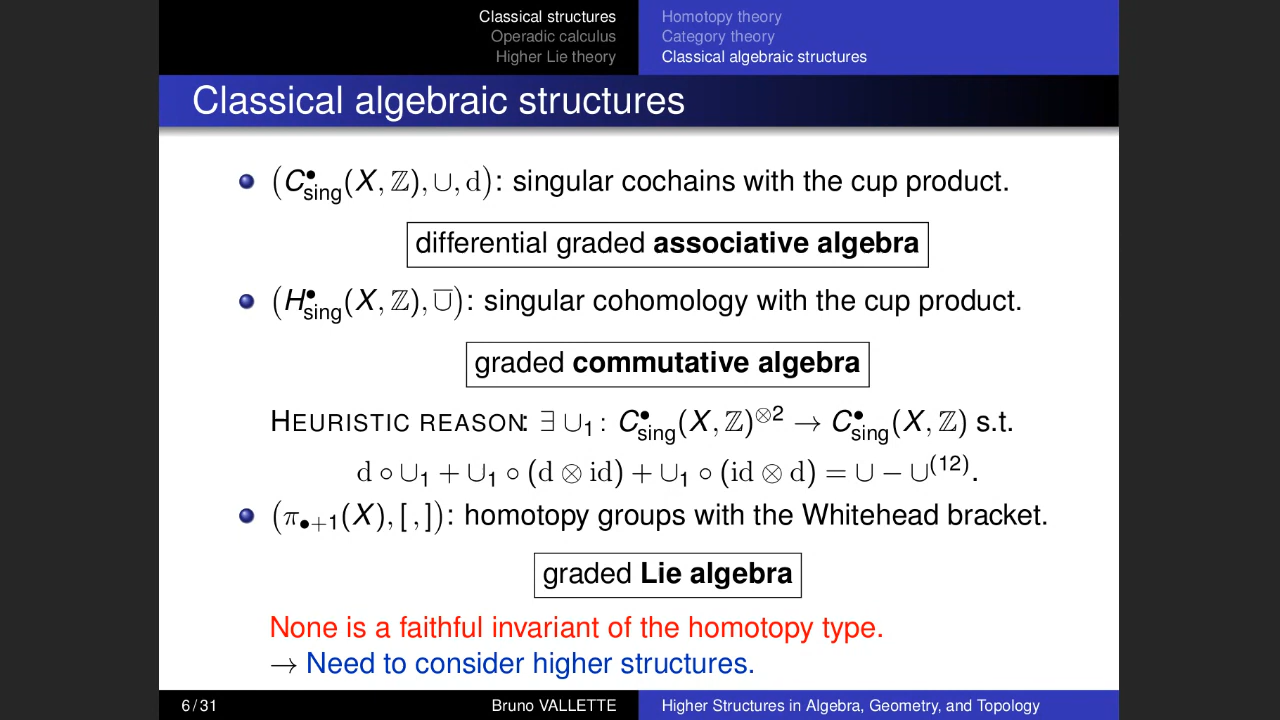 Classical structures
Operadic calculus
Higher Lie theory
Homotopy theory
Category theory
Classical algebraic structures
Classical algebraic structures
(C•sing(X, ℤ), ∪, d): singular cochains with the cup product.
differential graded associative algebra
(H•sing(X, ℤ), ∪̅): singular cohomology with the cup product.
graded commutative algebra
HEURISTIC REASON: ∃ ∪₁ : C•sing(X, ℤ)⊗2 → C•sing(X, ℤ) s.t.
d ∘ ∪₁ + ∪₁ ∘ (d ⊗ id) + ∪₁ ∘ (id ⊗ d) = ∪ − ∪(12).
(π•+1(X), [ , ]): homotopy groups with the Whitehead bracket.
graded Lie algebra
None is a faithful invariant of the homotopy type.
→ Need to consider higher structures.
6/31
Bruno VALLETTE
Higher Structures in Algebra, Geometry, and Topology